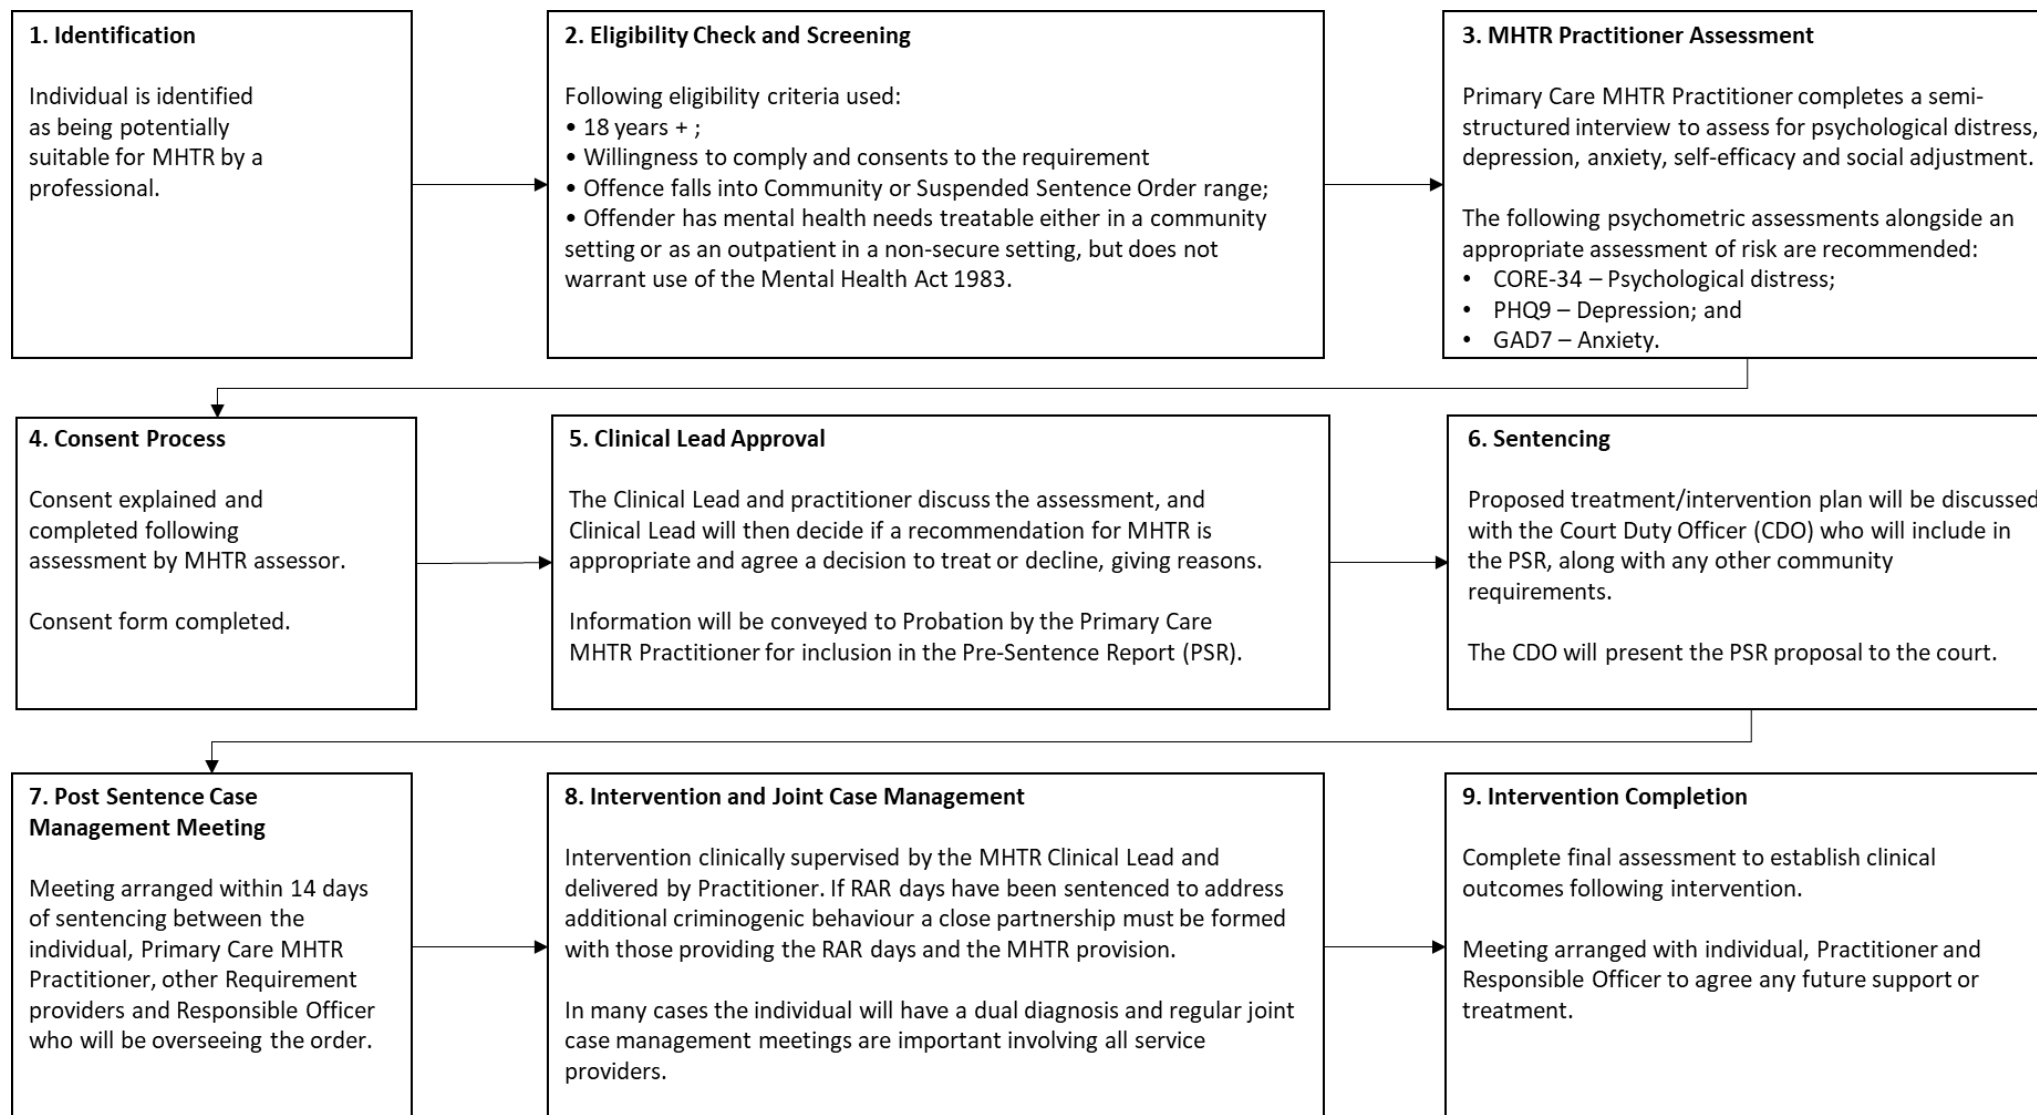 1. Identification
Individual is identified
as being potentially
suitable for MHTR by a
professional.
2. Eligibility Check and Screening
Following eligibility criteria used:
• 18 years + ;
• Willingness to comply and consents to the requirement
• Offence falls into Community or Suspended Sentence Order range;
• Offender has mental health needs treatable either in a community
setting or as an outpatient in a non-secure setting, but does not
warrant use of the Mental Health Act 1983.
3. MHTR Practitioner Assessment
Primary Care MHTR Practitioner completes a semi-
structured interview to assess for psychological distress,
depression, anxiety, self-efficacy and social adjustment.
The following psychometric assessments alongside an
appropriate assessment of risk are recommended:
• CORE-34 – Psychological distress;
• PHQ9 – Depression; and
• GAD7 – Anxiety.
4. Consent Process
Consent explained and
completed following
assessment by MHTR assessor.
Consent form completed.
5. Clinical Lead Approval
The Clinical Lead and practitioner discuss the assessment, and
Clinical Lead will then decide if a recommendation for MHTR is
appropriate and agree a decision to treat or decline, giving reasons.
Information will be conveyed to Probation by the Primary Care
MHTR Practitioner for inclusion in the Pre-Sentence Report (PSR).
6. Sentencing
Proposed treatment/intervention plan will be discussed
with the Court Duty Officer (CDO) who will include in
the PSR, along with any other community
requirements.
The CDO will present the PSR proposal to the court.
7. Post Sentence Case
Management Meeting
Meeting arranged within 14 days
of sentencing between the
individual, Primary Care MHTR
Practitioner, other Requirement
providers and Responsible Officer
who will be overseeing the order.
8. Intervention and Joint Case Management
Intervention clinically supervised by the MHTR Clinical Lead and
delivered by Practitioner. If RAR days have been sentenced to address
additional criminogenic behaviour a close partnership must be formed
with those providing the RAR days and the MHTR provision.
In many cases the individual will have a dual diagnosis and regular joint
case management meetings are important involving all service
providers.
9. Intervention Completion
Complete final assessment to establish clinical
outcomes following intervention.
Meeting arranged with individual, Practitioner and
Responsible Officer to agree any future support or
treatment.